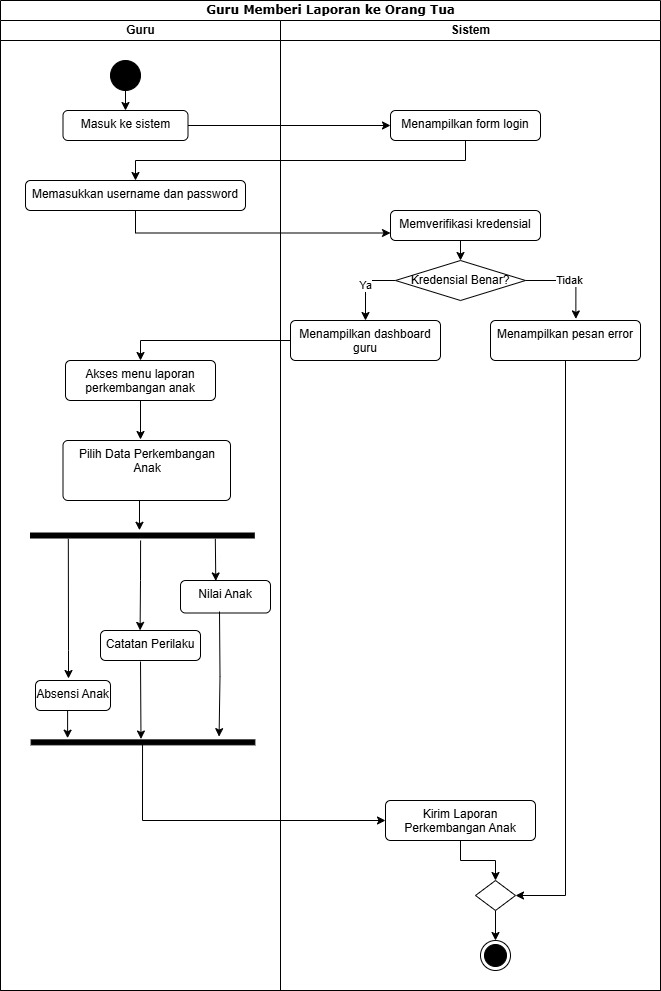 Guru Memberi Laporan ke Orang Tua
Guru
Sistem
Masuk ke sistem
Menampilkan form login
Memasukkan username dan password
Memverifikasi kredensial
Kredensial Benar?
Ya
Tidak
Menampilkan dashboard
guru
Menampilkan pesan error
Akses menu laporan
perkembangan anak
Pilih Data Perkembangan
Anak
Nilai Anak
Catatan Perilaku
Absensi Anak
Kirim Laporan
Perkembangan Anak